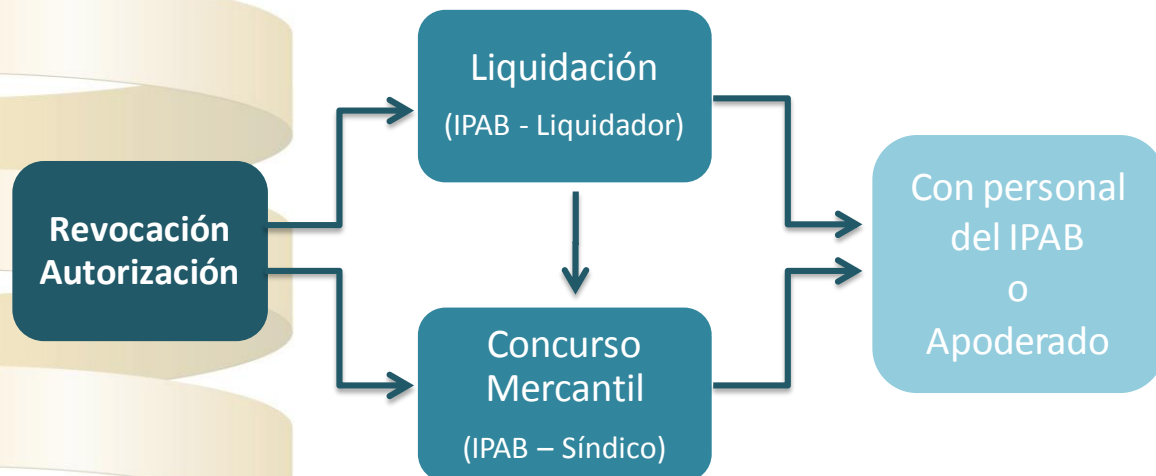 Revocación
Autorización
Liquidación
(IPAB - Liquidador)
Concurso
Mercantil
(IPAB – Síndico)
Con personal
del IPAB
o
Apoderado